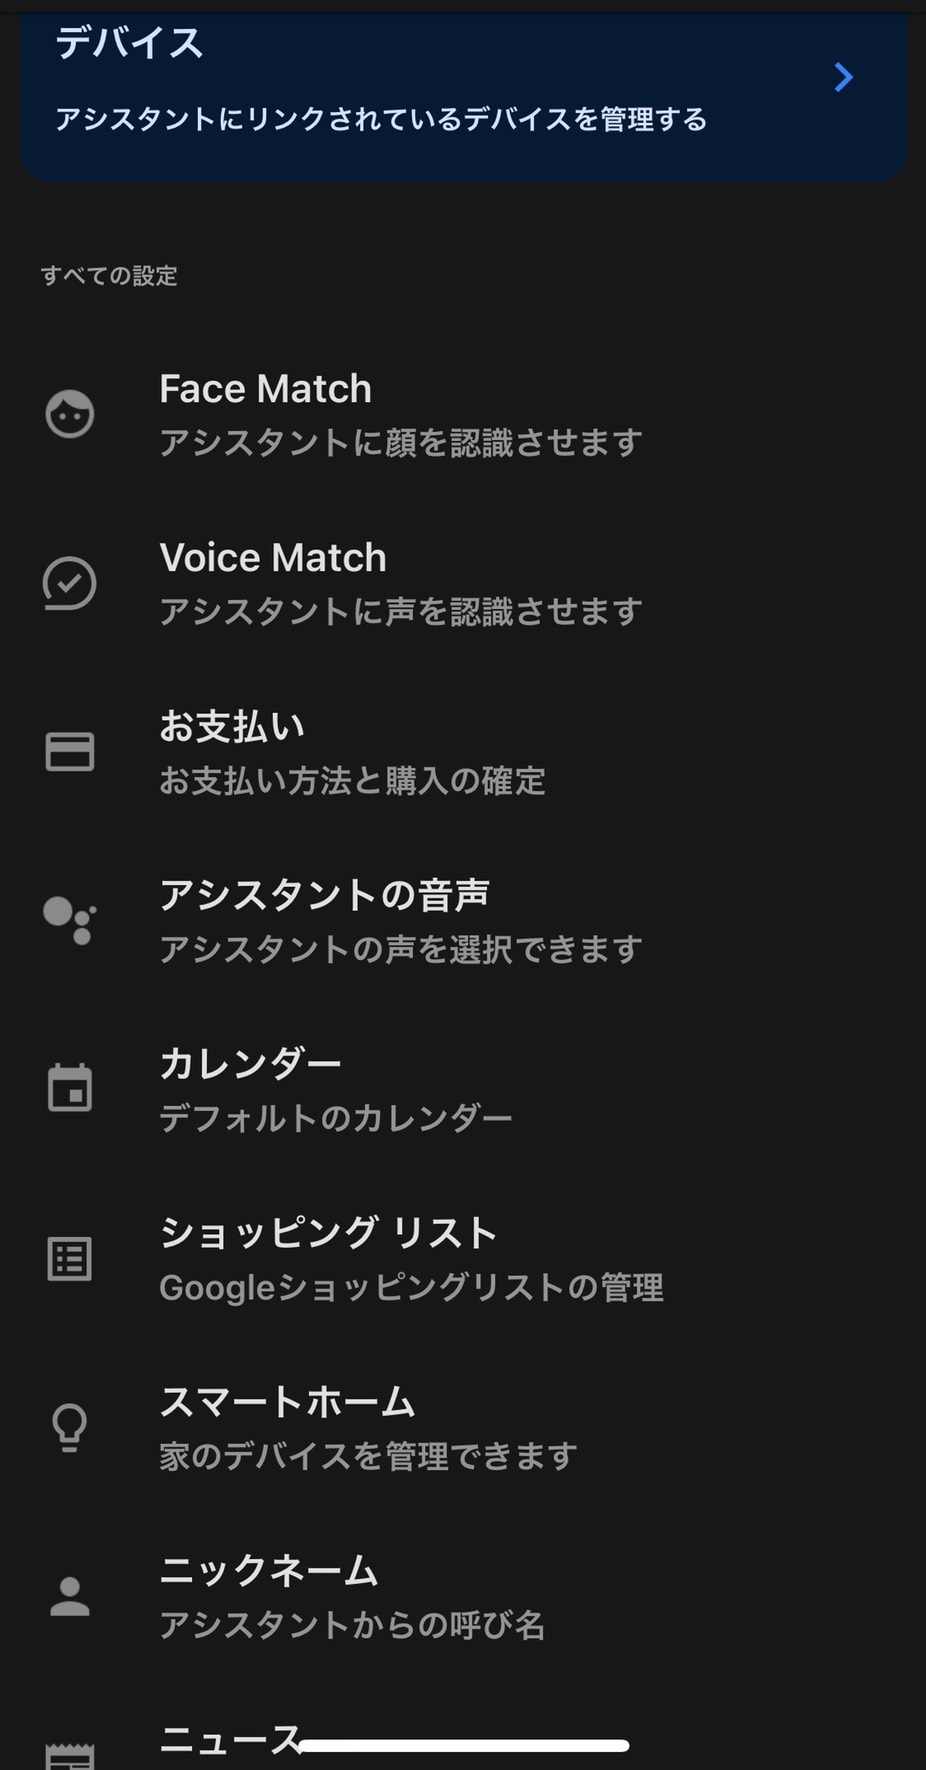 デバイス
アシスタントにリンクされているデバイスを管理する
すべての設定
Face Match
アシスタントに顔を認識させます
Voice Match
アシスタントに声を認識させます
お支払い
お支払い方法と購入の確定
アシスタントの音声
アシスタントの声を選択できます
カレンダー
デフォルトのカレンダー
ショッピング リスト
Googleショッピングリストの管理
スマートホーム
家のデバイスを管理できます
ニックネーム
アシスタントからの呼び名
ニュース